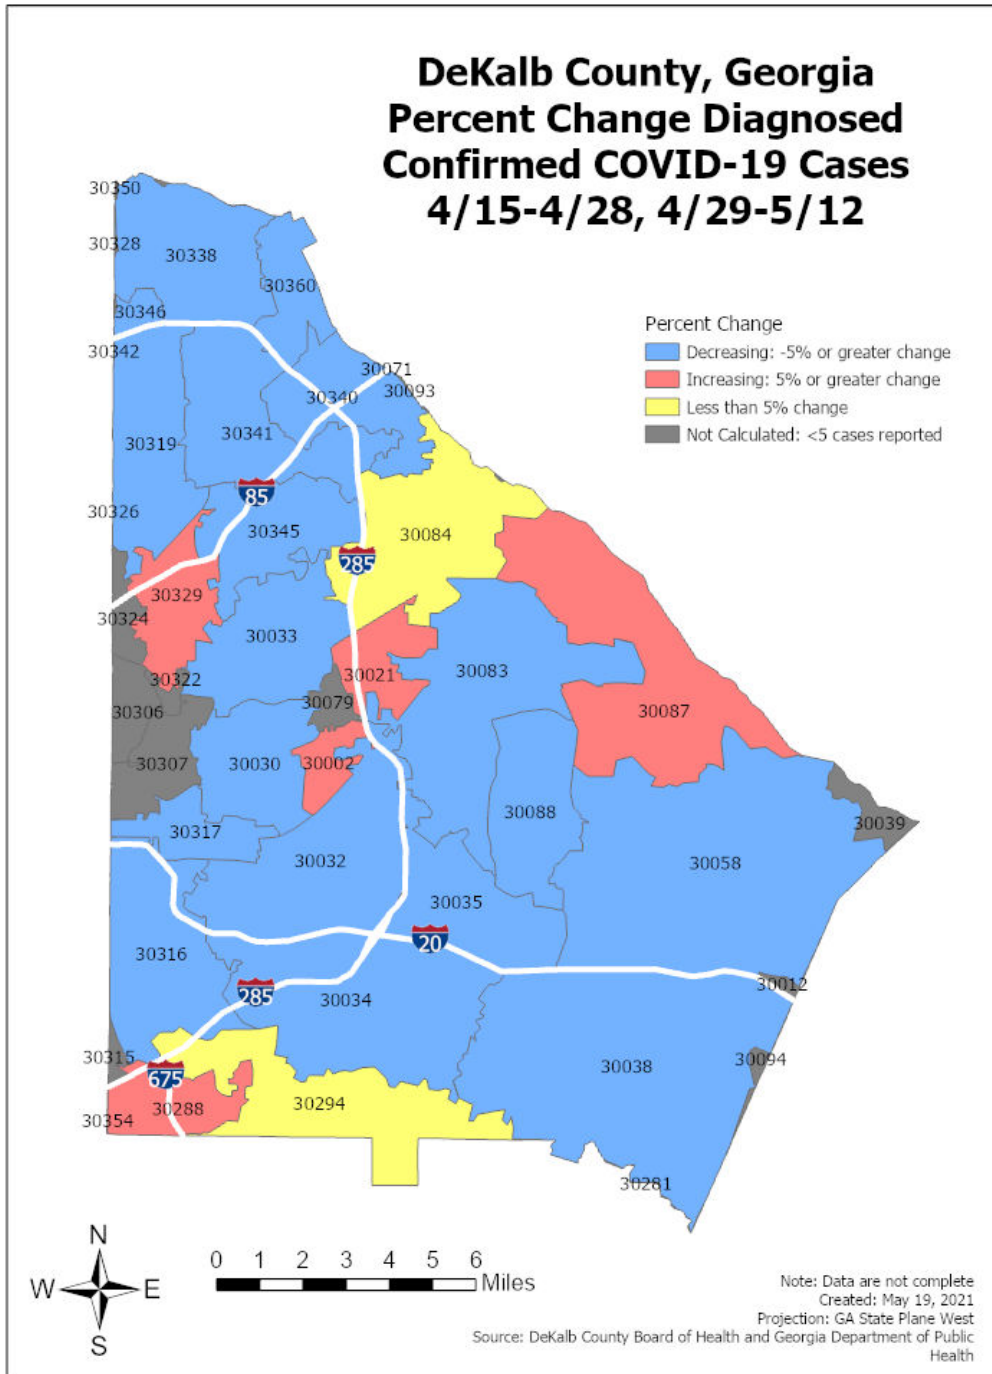 DeKalb County, Georgia
Percent Change Diagnosed
Confirmed COVID-19 Cases
4/15-4/28, 4/29-5/12
30350
30328
30338
30360
30346
30342
30071
30093
30340
30341
30319
30326
30345
30084
30329
30324
30033
30083
30322
30021
30079
30306
30087
30307
30030
30002
30317
30088
30039
30032
30058
30035
30316
30012
30034
30315
30094
30038
30288
30294
30354
30281
85
285
20
285
675
Percent Change
Decreasing: -5% or greater change
Increasing: 5% or greater change
Less than 5% change
Not Calculated: <5 cases reported
N
W E
S
0 1 2 3 4 5 6
Miles
Note: Data are not complete
Created: May 19, 2021
Projection: GA State Plane West
Source: DeKalb County Board of Health and Georgia Department of Public
Health